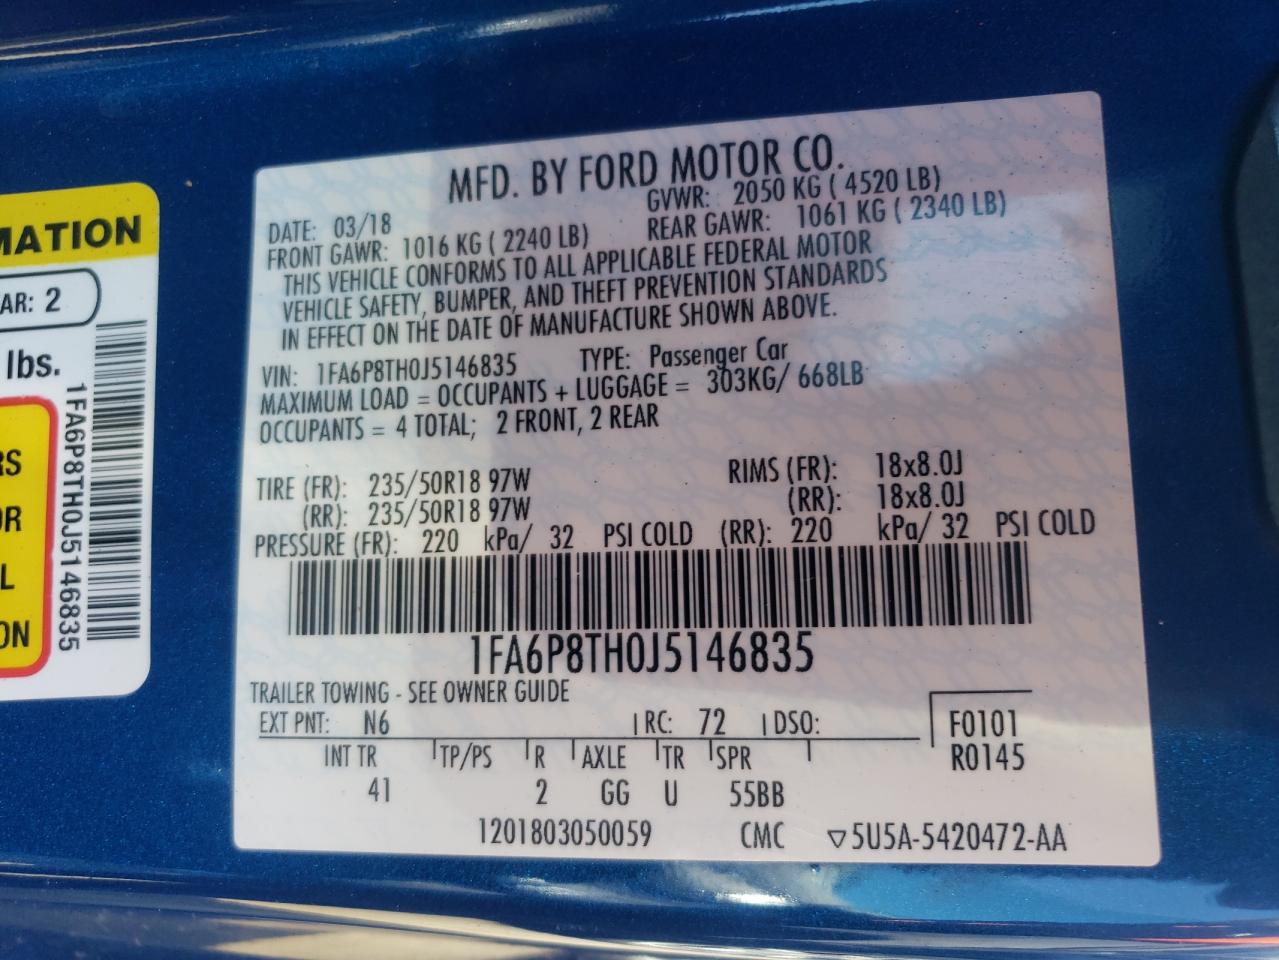 MATION
AR: 2
lbs.
1FA6P8TH0J5146835
RS
OR
L
ON
MFD. BY FORD MOTOR CO.
DATE: 03/18 GVWR: 2050 KG ( 4520 LB)
FRONT GAWR: 1016 KG ( 2240 LB) REAR GAWR: 1061 KG ( 2340 LB)
THIS VEHICLE CONFORMS TO ALL APPLICABLE FEDERAL MOTOR
VEHICLE SAFETY, BUMPER, AND THEFT PREVENTION STANDARDS
IN EFFECT ON THE DATE OF MANUFACTURE SHOWN ABOVE.
VIN: 1FA6P8TH0J5146835 TYPE: Passenger Car
MAXIMUM LOAD = OCCUPANTS + LUGGAGE = 303KG/ 668LB
OCCUPANTS = 4 TOTAL; 2 FRONT, 2 REAR
TIRE (FR): 235/50R18 97W RIMS (FR): 18x8.0J
(RR): 235/50R18 97W (RR): 18x8.0J
PRESSURE (FR): 220 kPa/ 32 PSI COLD (RR): 220 kPa/ 32 PSI COLD
1FA6P8TH0J5146835
TRAILER TOWING - SEE OWNER GUIDE
EXT PNT: N6 RC: 72 DSO: F0101
INT TR TP/PS R AXLE TR SPR R0145
41 2 GG U 55BB
1201803050059 CMC ▽5U5A-5420472-AA